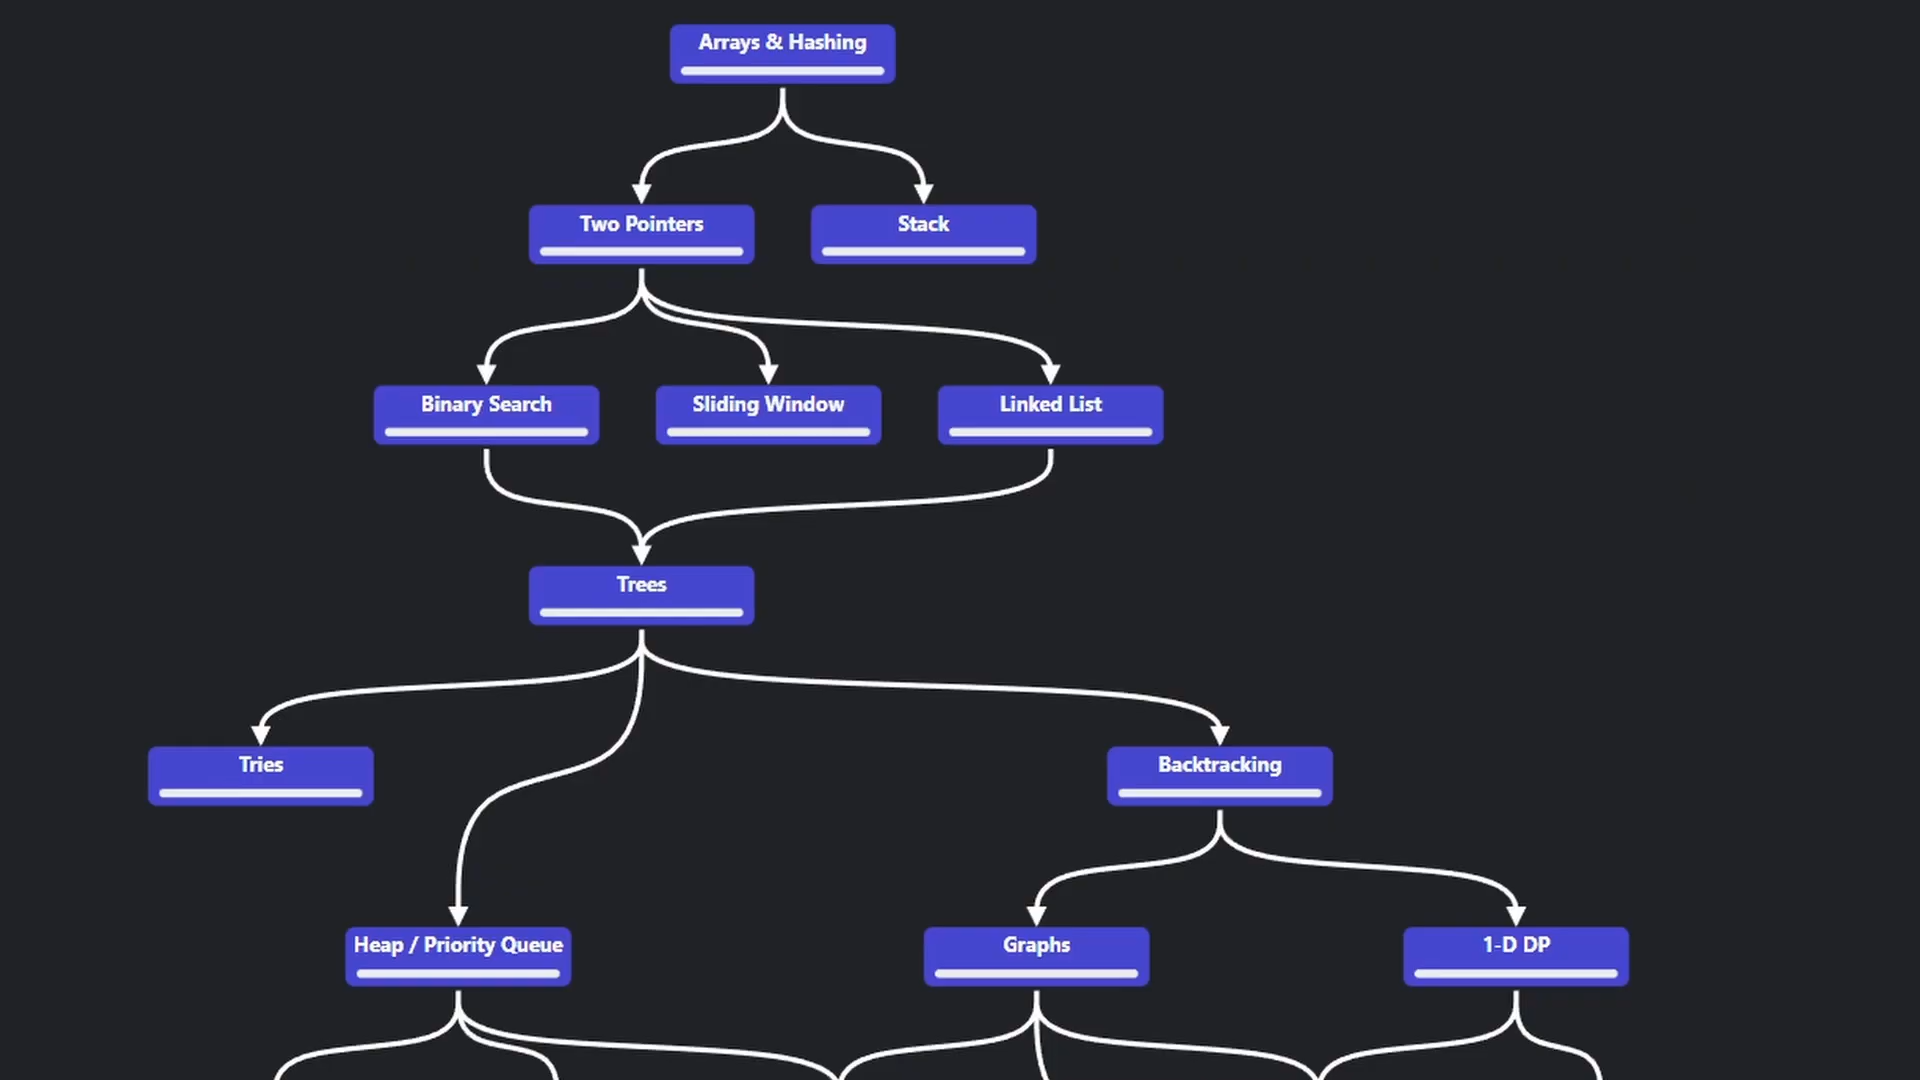 Arrays & Hashing
Two Pointers
Stack
Binary Search
Sliding Window
Linked List
Trees
Tries
Backtracking
Heap / Priority Queue
Graphs
1-D DP